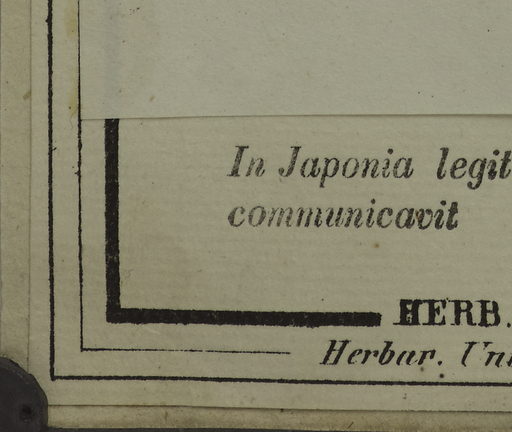 In Japonia legit
communicavit
HERB.
Herbar.